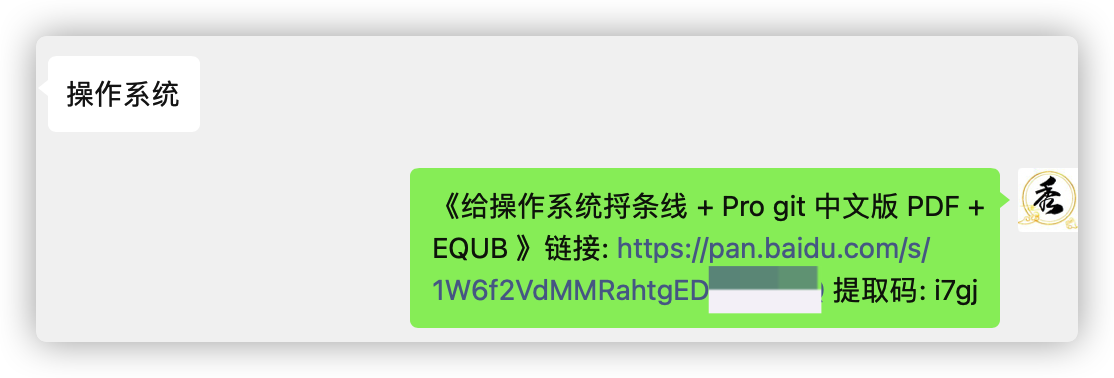 操作系统
《给操作系统捋条线 + Pro git 中文版 PDF +
EQUB 》链接: https://pan.baidu.com/s/
1W6f2VdMMRahtgED 提取码: i7gj
秀